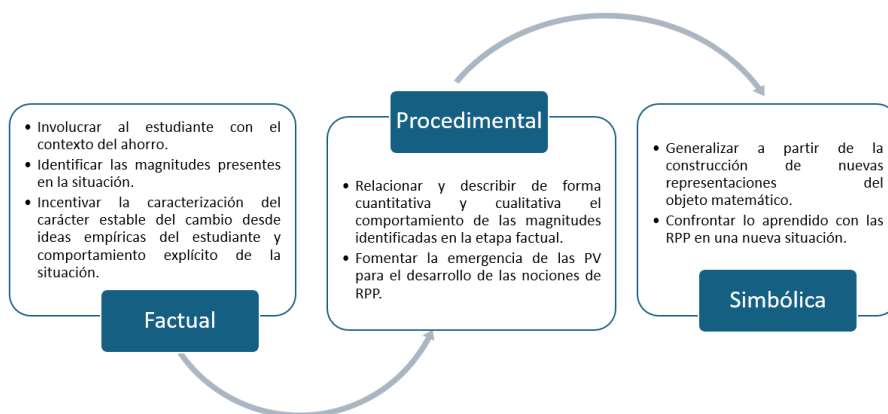 • Involucrar al estudiante con el
contexto del ahorro.
• Identificar las magnitudes presentes
en la situación.
• Incentivar la caracterización del
carácter estable del cambio desde
ideas empíricas del estudiante y
comportamiento explícito de la
situación.
Factual
Procedimental
• Relacionar y describir de forma
cuantitativa y cualitativa el
comportamiento de las magnitudes
identificadas en la etapa factual.
• Fomentar la emergencia de las PV
para el desarrollo de las nociones de
RPP.
• Generalizar a partir de la
construcción de nuevas
representaciones del
objeto matemático.
• Confrontar lo aprendido con las
RPP en una nueva situación.
Simbólica